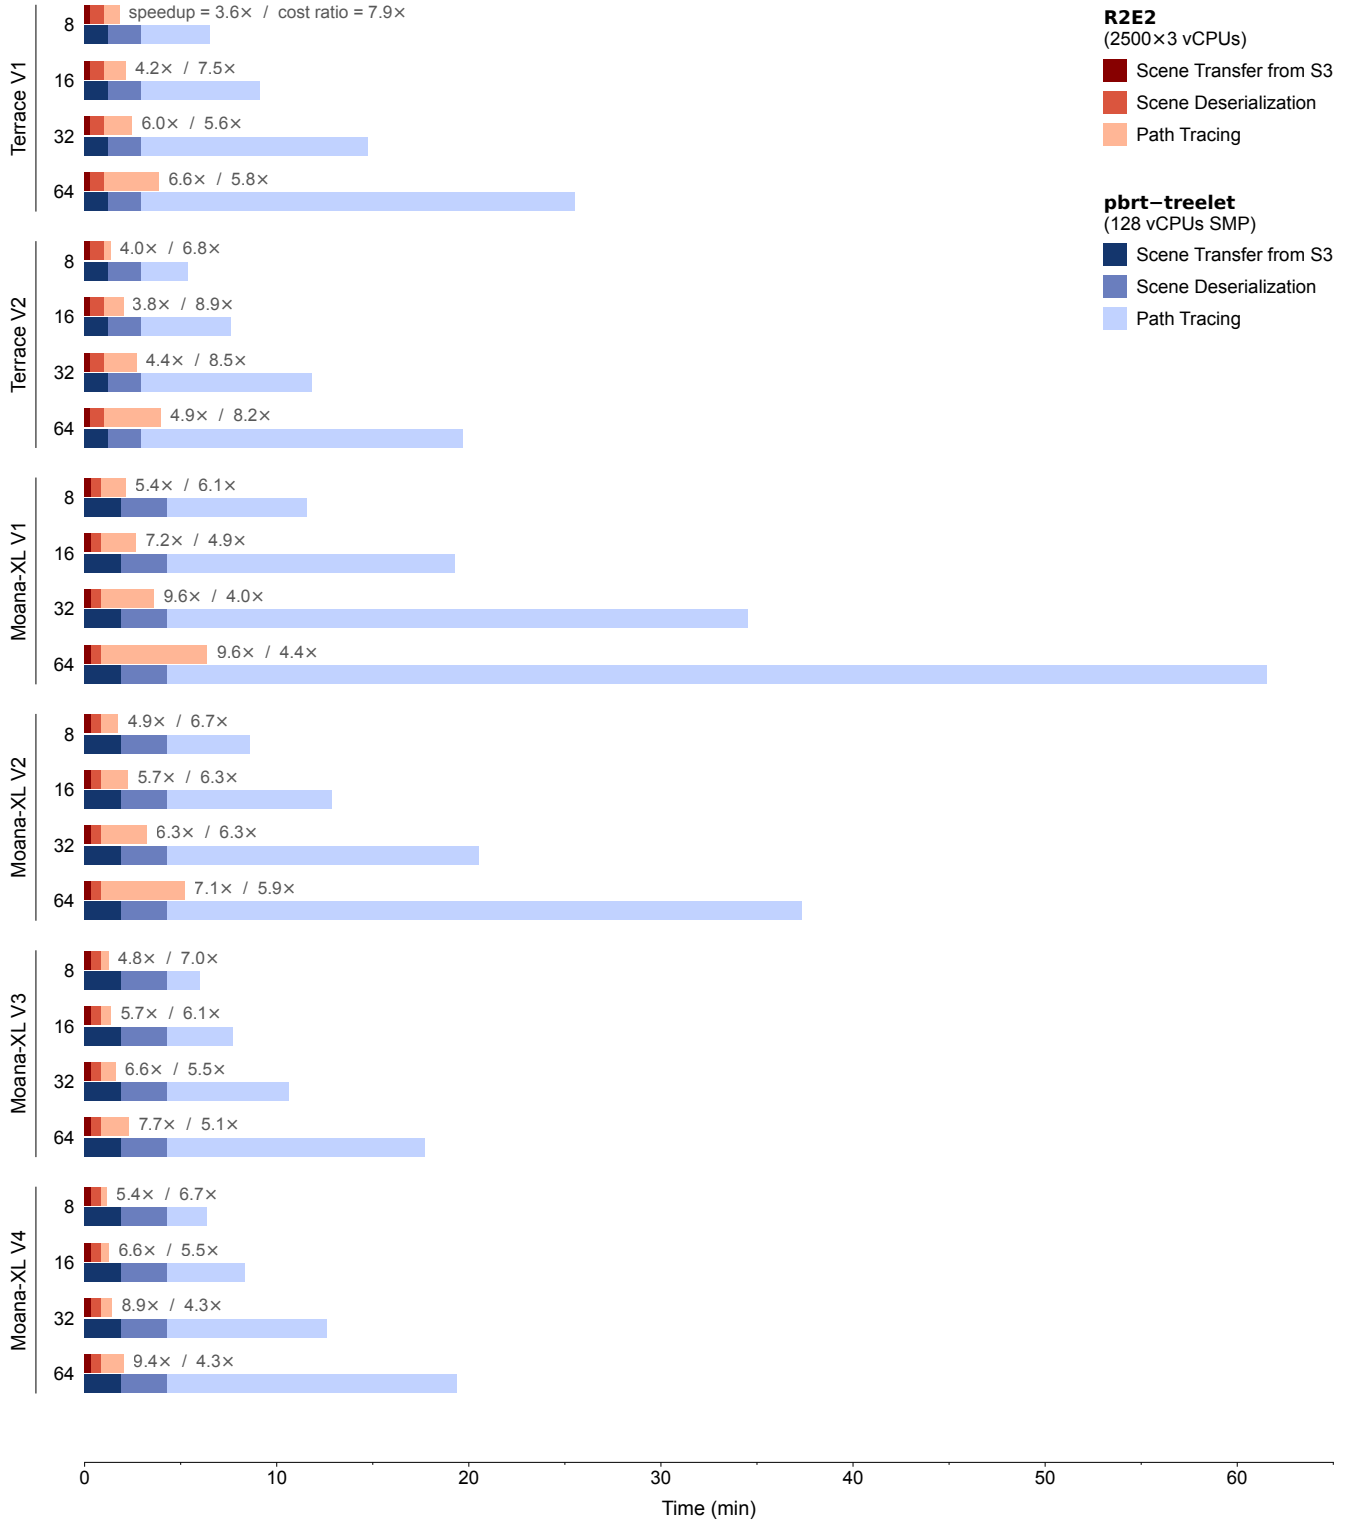 R2E2
(2500×3 vCPUs)
Scene Transfer from S3
Scene Deserialization
Path Tracing
pbrt−treelet
(128 vCPUs SMP)
Scene Transfer from S3
Scene Deserialization
Path Tracing
Terrace V1
8 speedup = 3.6× / cost ratio = 7.9×
16 4.2× / 7.5×
32 6.0× / 5.6×
64 6.6× / 5.8×
Terrace V2
8 4.0× / 6.8×
16 3.8× / 8.9×
32 4.4× / 8.5×
64 4.9× / 8.2×
Moana-XL V1
8 5.4× / 6.1×
16 7.2× / 4.9×
32 9.6× / 4.0×
64 9.6× / 4.4×
Moana-XL V2
8 4.9× / 6.7×
16 5.7× / 6.3×
32 6.3× / 6.3×
64 7.1× / 5.9×
Moana-XL V3
8 4.8× / 7.0×
16 5.7× / 6.1×
32 6.6× / 5.5×
64 7.7× / 5.1×
Moana-XL V4
8 5.4× / 6.7×
16 6.6× / 5.5×
32 8.9× / 4.3×
64 9.4× / 4.3×
0 10 20 30 40 50 60
Time (min)